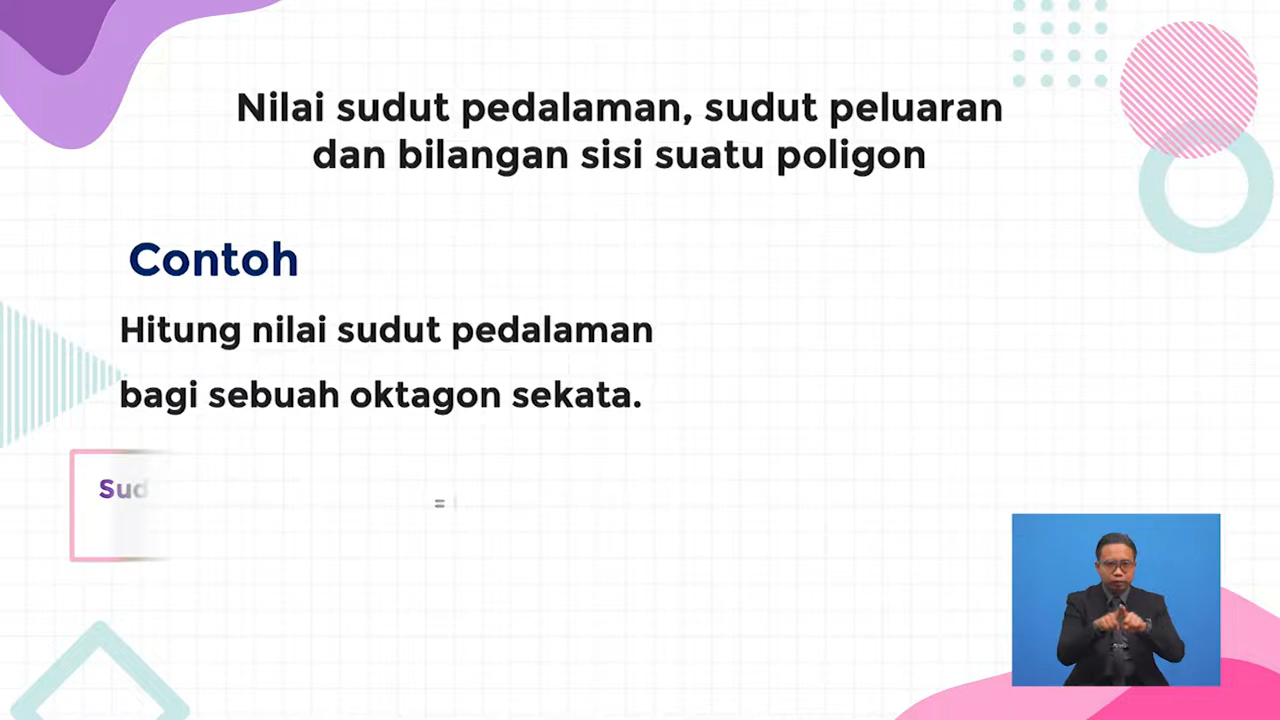 Nilai sudut pedalaman, sudut peluaran
dan bilangan sisi suatu poligon
Contoh
Hitung nilai sudut pedalaman
bagi sebuah oktagon sekata.
=